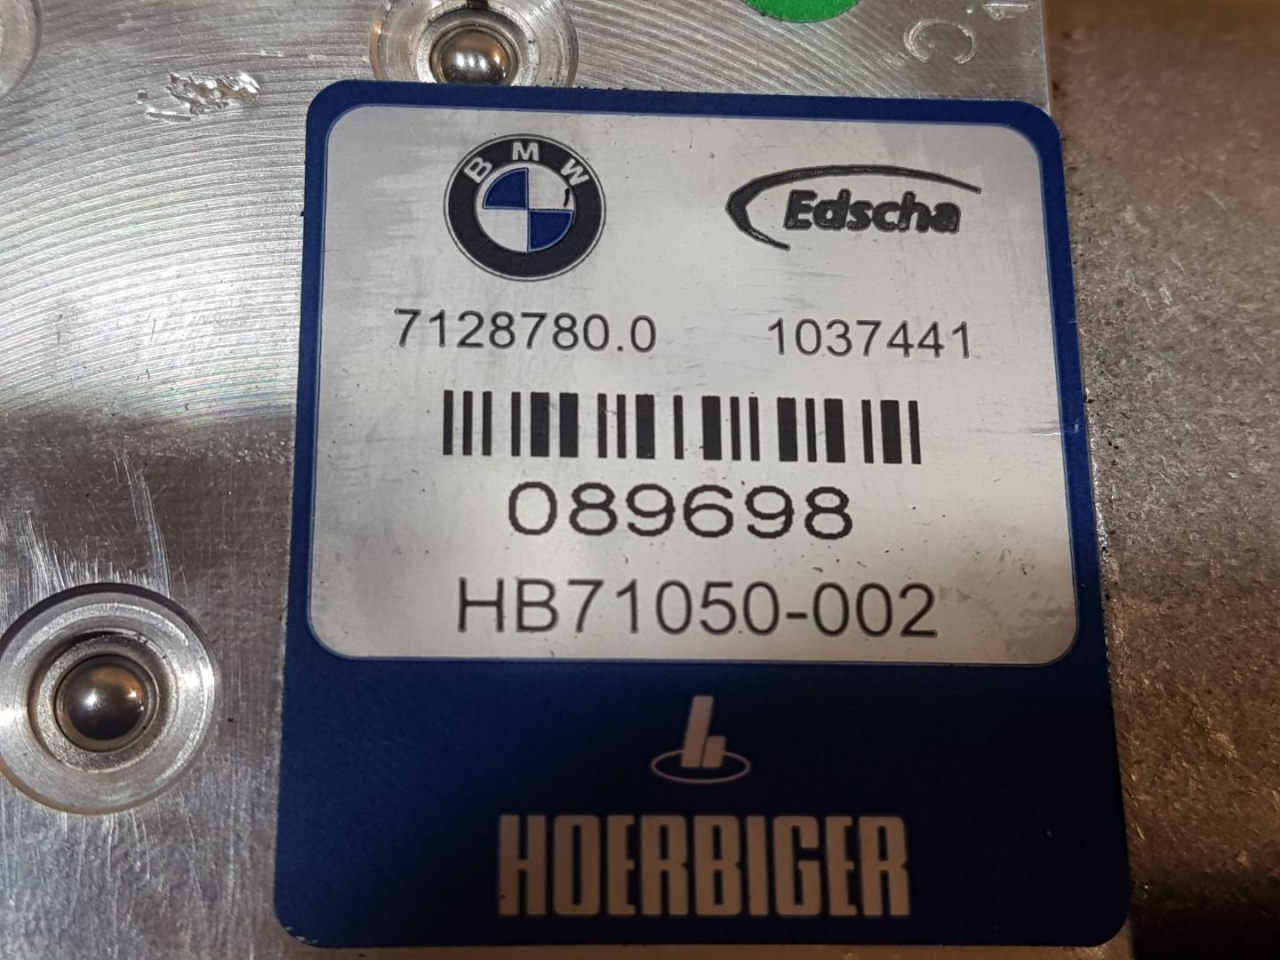 BMW
Edscha
7128780.0 1037441
089698
HB71050-002
HOERBIGER